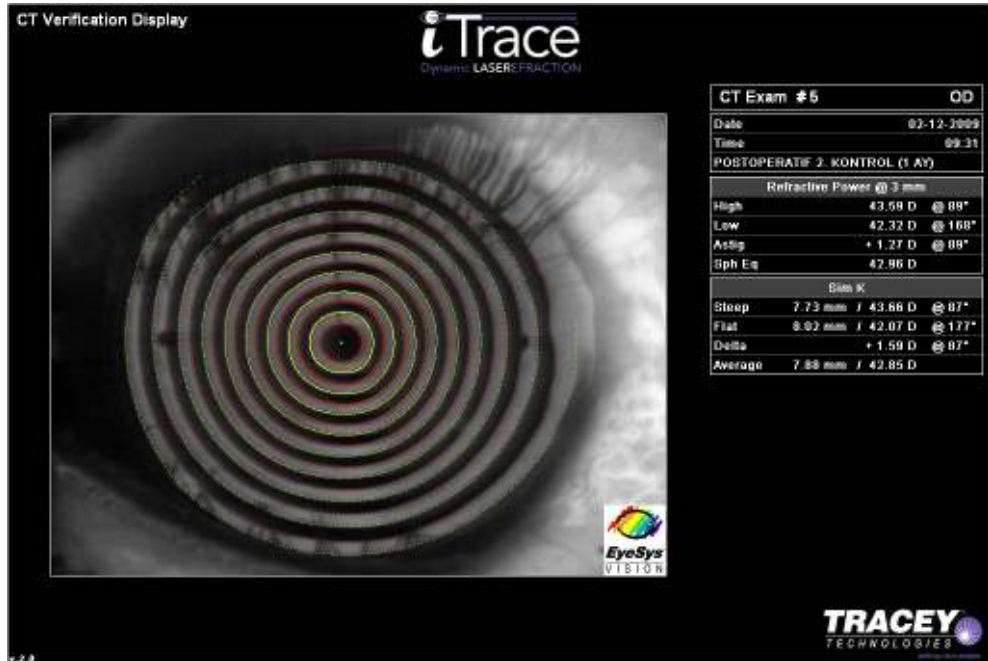 CT Verification Display
iTrace
Dynamic LASEREFRACTION
CT Exam #5 OD
Date 02-12-2009
Time 09:31
POSTOPERATIF 2. KONTROL (1 AY)
Refractive Power @ 3 mm
High 43.59 D @ 89°
Low 42.32 D @ 168°
Astig + 1.27 D @ 89°
Sph Eq 42.96 D
Sim K
Steep 7.73 mm / 43.66 D @ 87°
Flat 8.02 mm / 42.07 D @ 177°
Delta + 1.59 D @ 87°
Average 7.88 mm / 42.85 D
EyeSys
VISION
TRACEY
TECHNOLOGIES